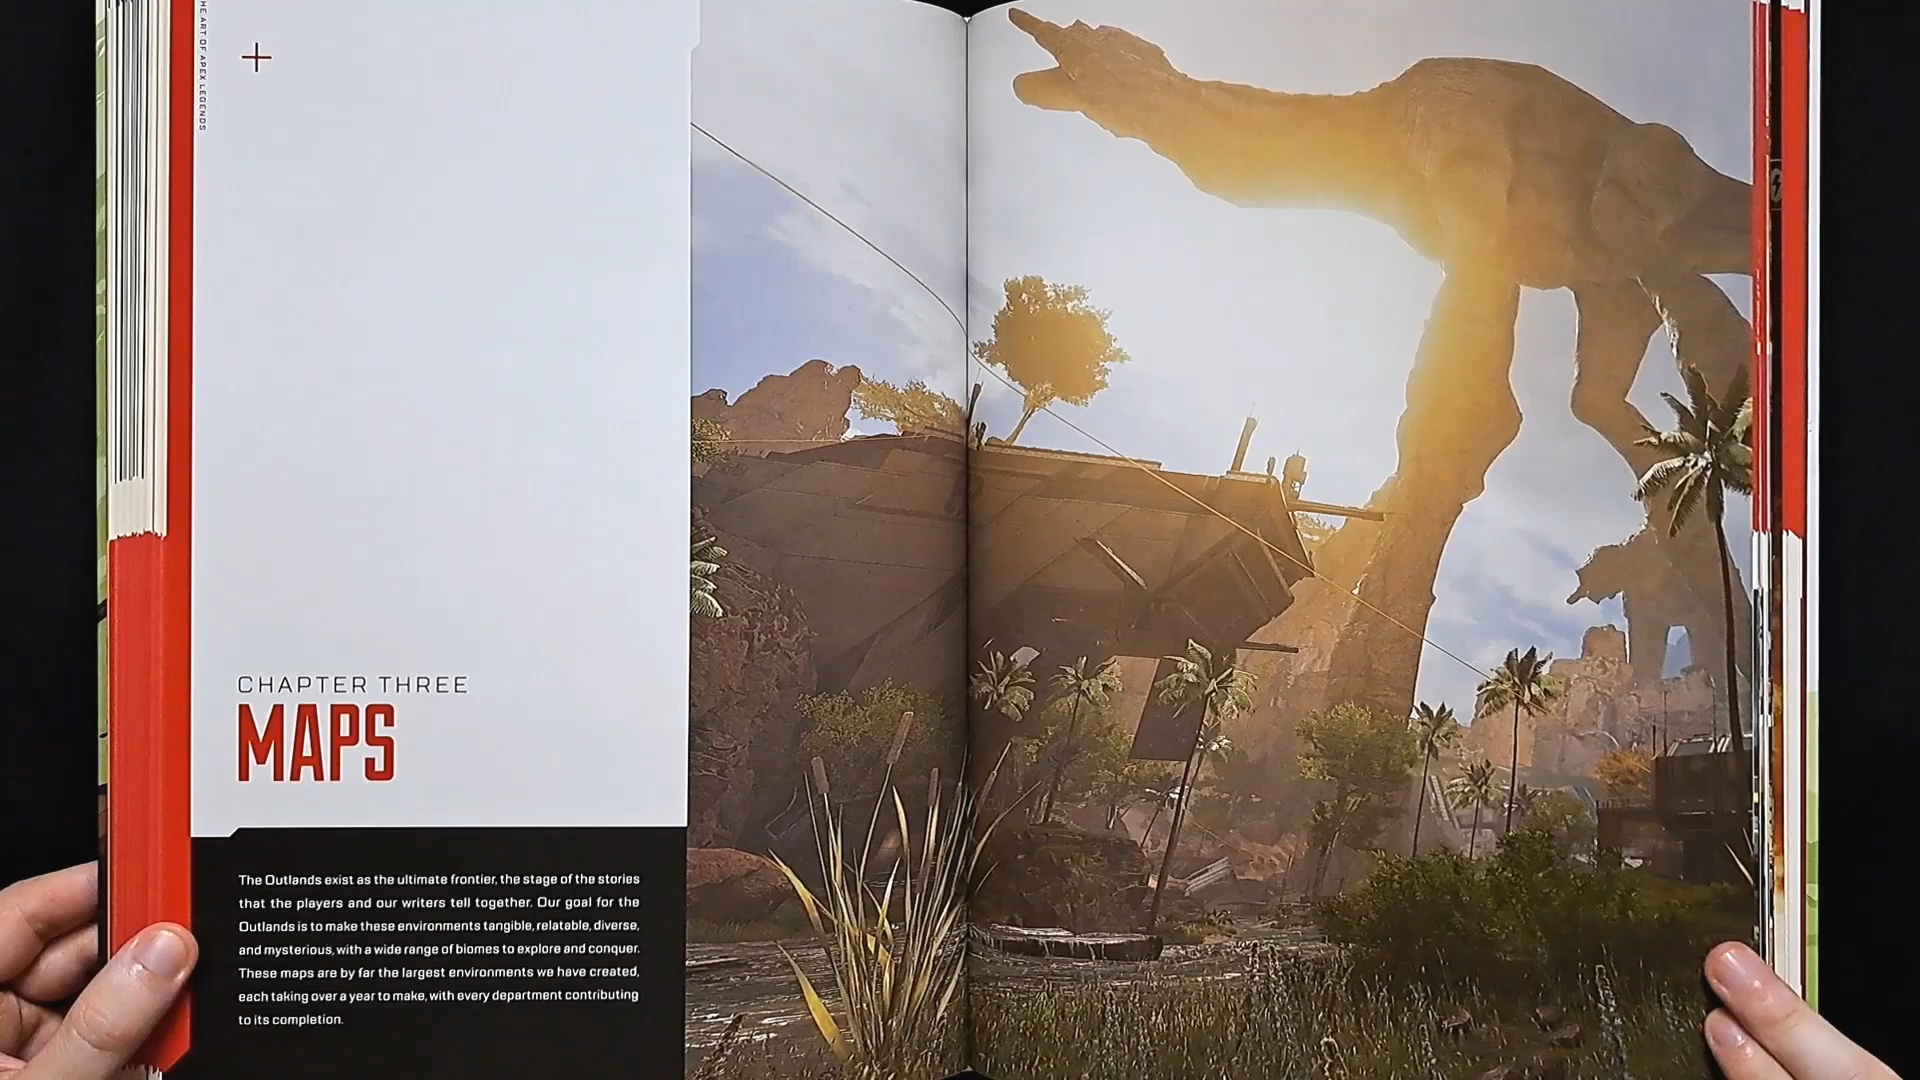 THE ART OF APEX LEGENDS
CHAPTER THREE
MAPS
The Outlands exist as the ultimate frontier, the stage of the stories
that the players and our writers tell together. Our goal for the
Outlands is to make these environments tangible, relatable, diverse,
and mysterious, with a wide range of biomes to explore and conquer.
These maps are by far the largest environments we have created,
each taking over a year to make, with every department contributing
to its completion.